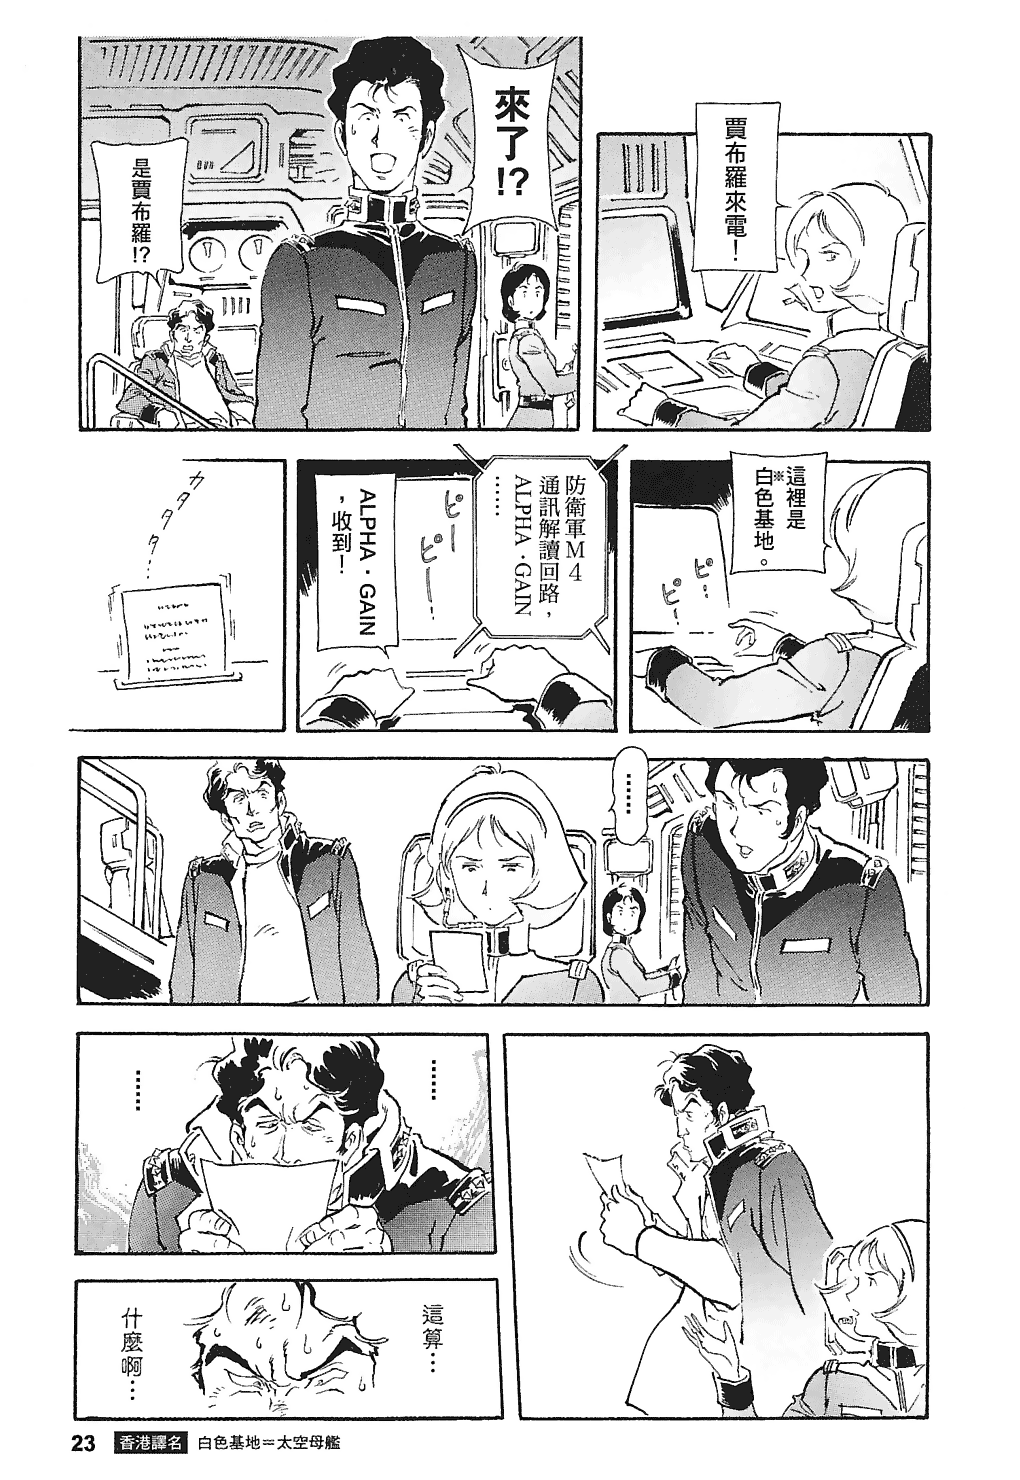 賈布羅來電！
來了!?
是賈布羅!?
這裡是
※白色基地。
ピ…
ピー
防衛軍M4
通訊解讀回路，
ALPHA・GAIN
……
ピー
ピー…
ALPHA・GAIN
，收到！
カタタタ…
……
……
……
這算…
什麼啊…
23 香港譯名 白色基地＝太空母艦